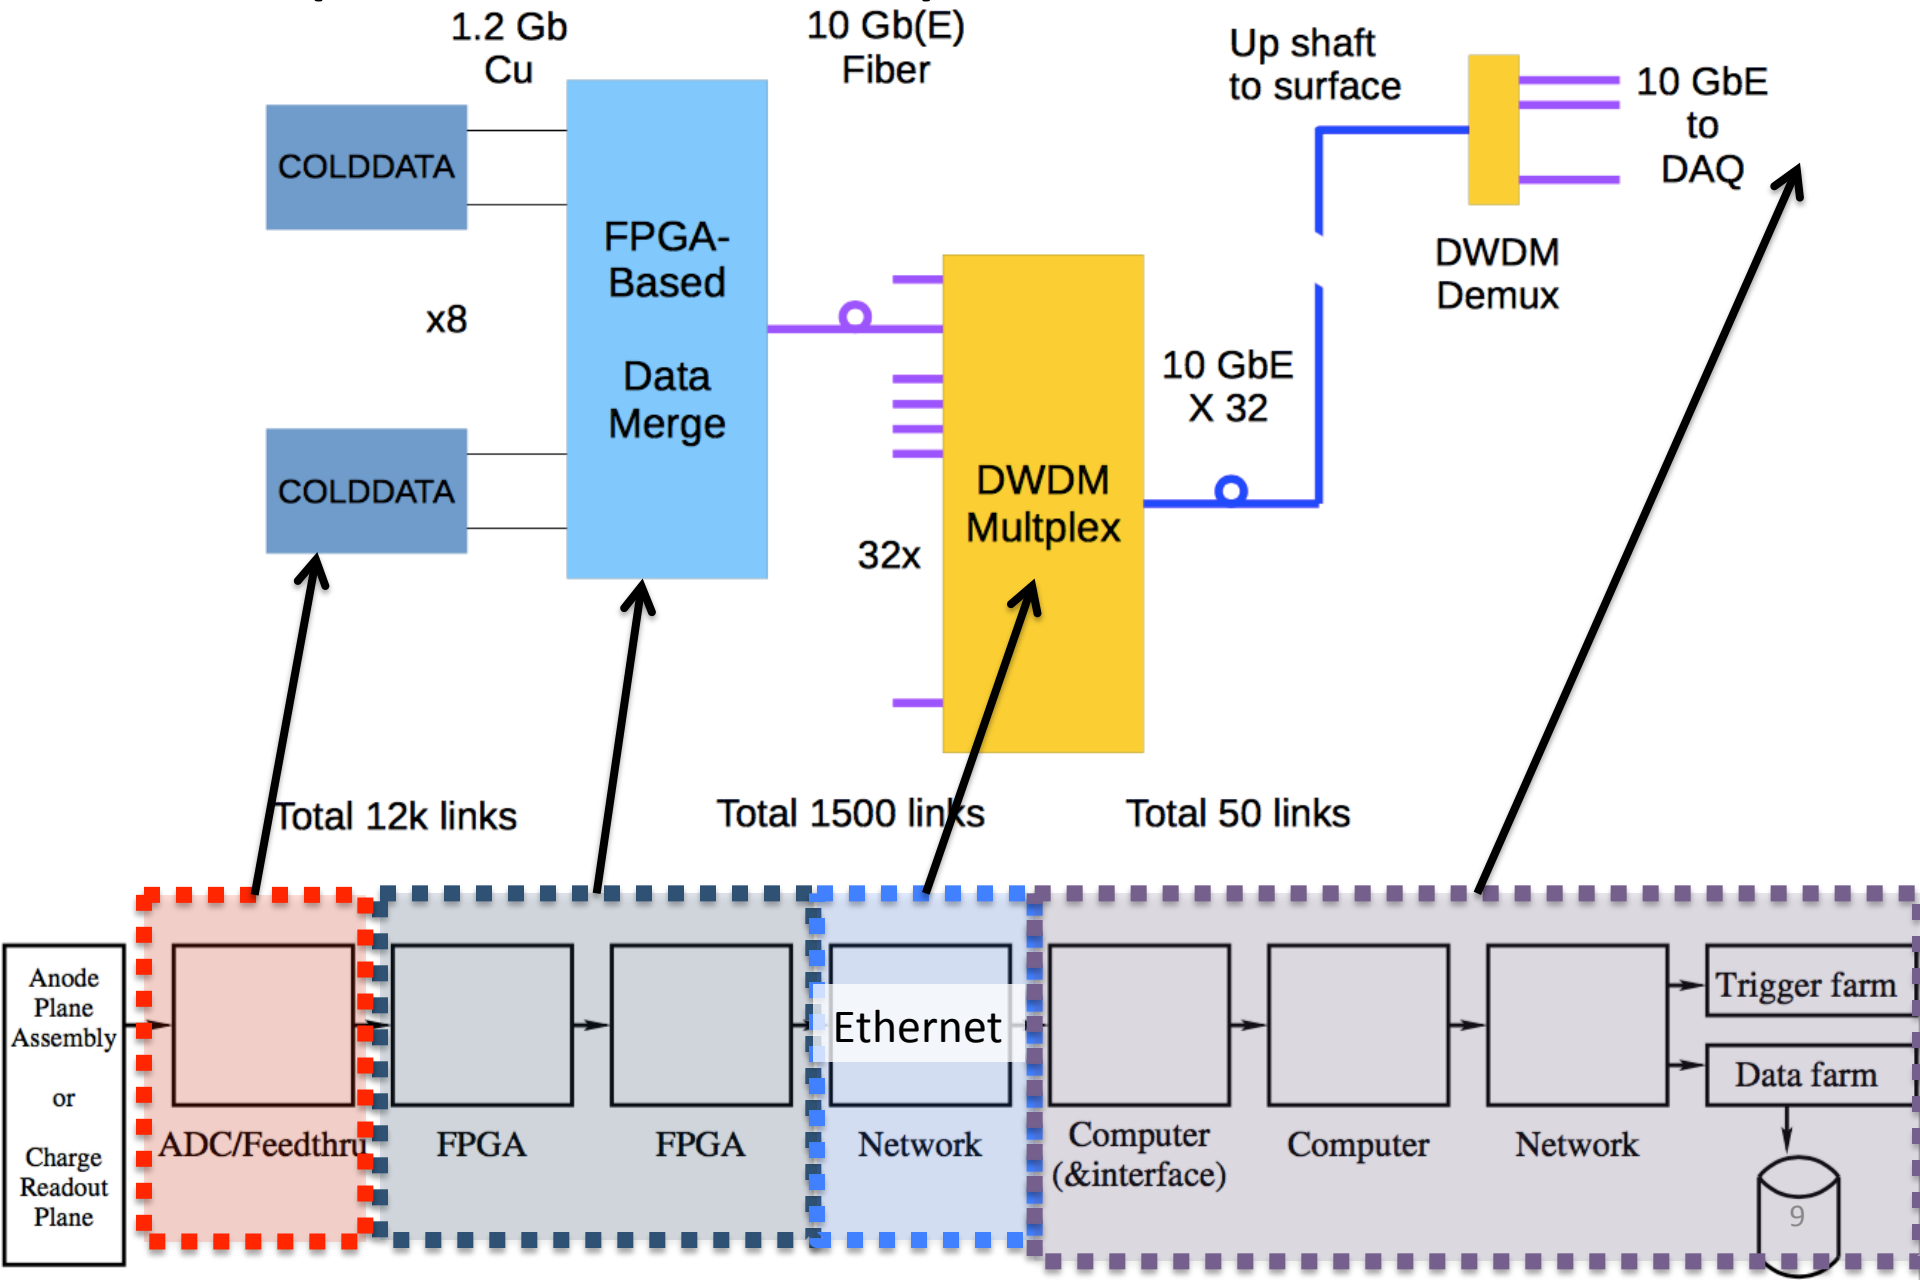 1.2 Gb
Cu
10 Gb(E)
Fiber
Up shaft
to surface
10 GbE
to
DAQ
COLDDATA
FPGA-
Based
Data
Merge
DWDM
Demux
x8
10 GbE
X 32
COLDDATA
DWDM
Multplex
32x
Total 12k links
Total 1500 links
Total 50 links
Anode
Plane
Assembly
or
Charge
Readout
Plane
ADC/Feedthru
FPGA
FPGA
Ethernet
Network
Computer
(&interface)
Computer
Network
Trigger farm
Data farm
9